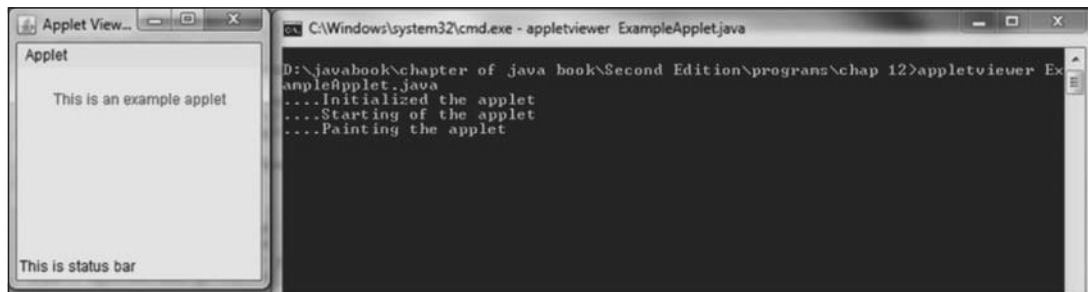 Applet View...
Applet
This is an example applet
This is status bar
C:\Windows\system32\cmd.exe - appletviewer ExampleApplet.java
D:\javabook\chapter of java book\Second Edition\programs\chap 12>appletviewer Ex
ampleApplet.java
....Initialized the applet
....Starting of the applet
....Painting the applet